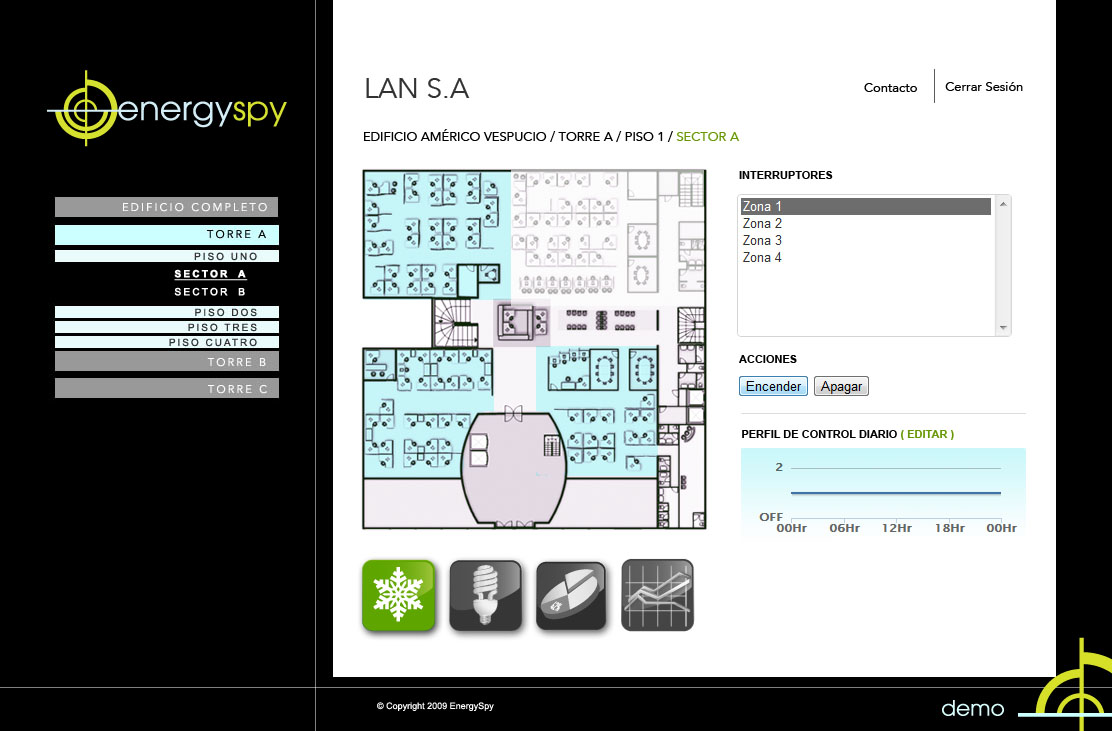 energyspy
EDIFICIO COMPLETO
TORRE A
PISO UNO
SECTOR A
SECTOR B
PISO DOS
PISO TRES
PISO CUATRO
TORRE B
TORRE C
LAN S.A
Contacto
Cerrar Sesión
EDIFICIO AMÉRICO VESPUCIO / TORRE A / PISO 1 / SECTOR A
INTERRUPTORES
Zona 1
Zona 2
Zona 3
Zona 4
ACCIONES
Encender Apagar
PERFIL DE CONTROL DIARIO ( EDITAR )
2
OFF
00Hr 06Hr 12Hr 18Hr 00Hr
© Copyright 2009 EnergySpy
demo